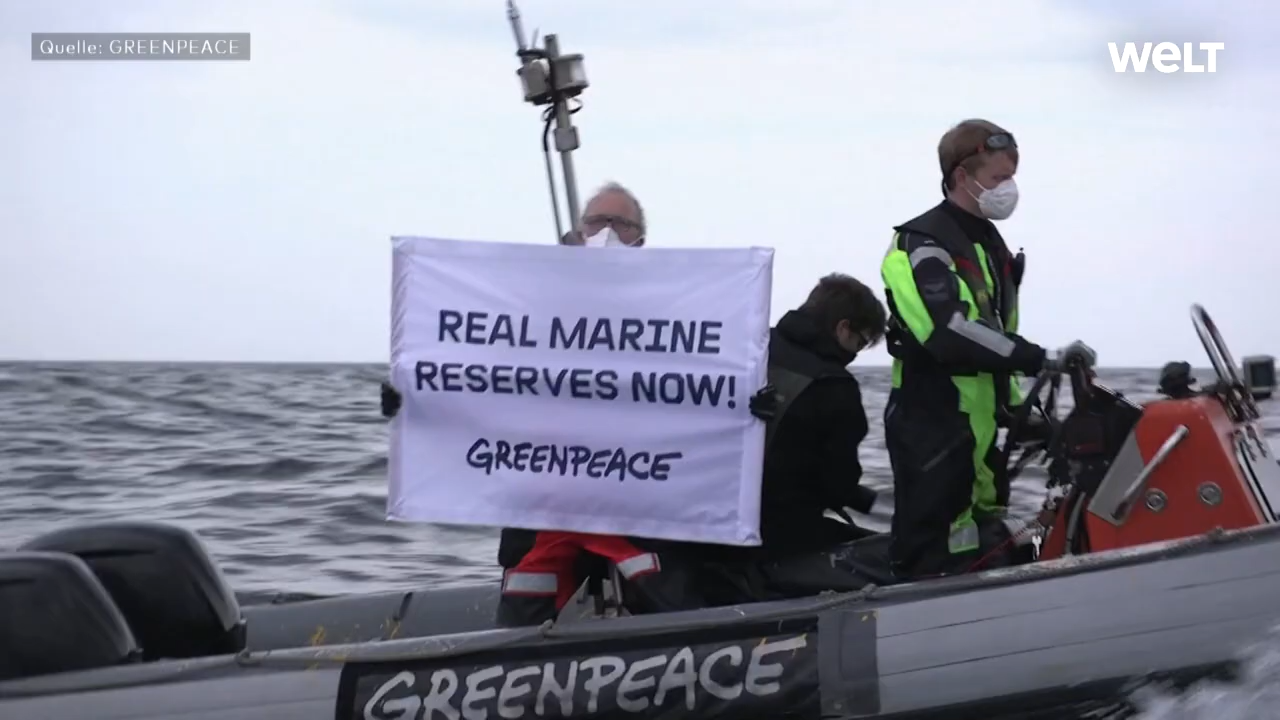 Quelle: GREENPEACE
WELT
REAL MARINE
RESERVES NOW!
GREENPEACE
GREENPEACE